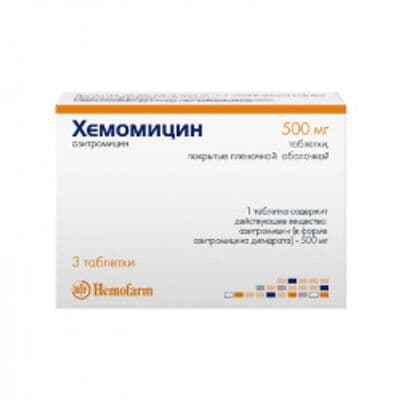 Хемомицин
азитромицин
500 мг
таблетки,
покрытые пленочной оболочкой
1 таблетка содержит
действующее вещество:
азитромицин (в форме
азитромицина дигидрата) - 500 мг
3 таблетки
Hemofarm